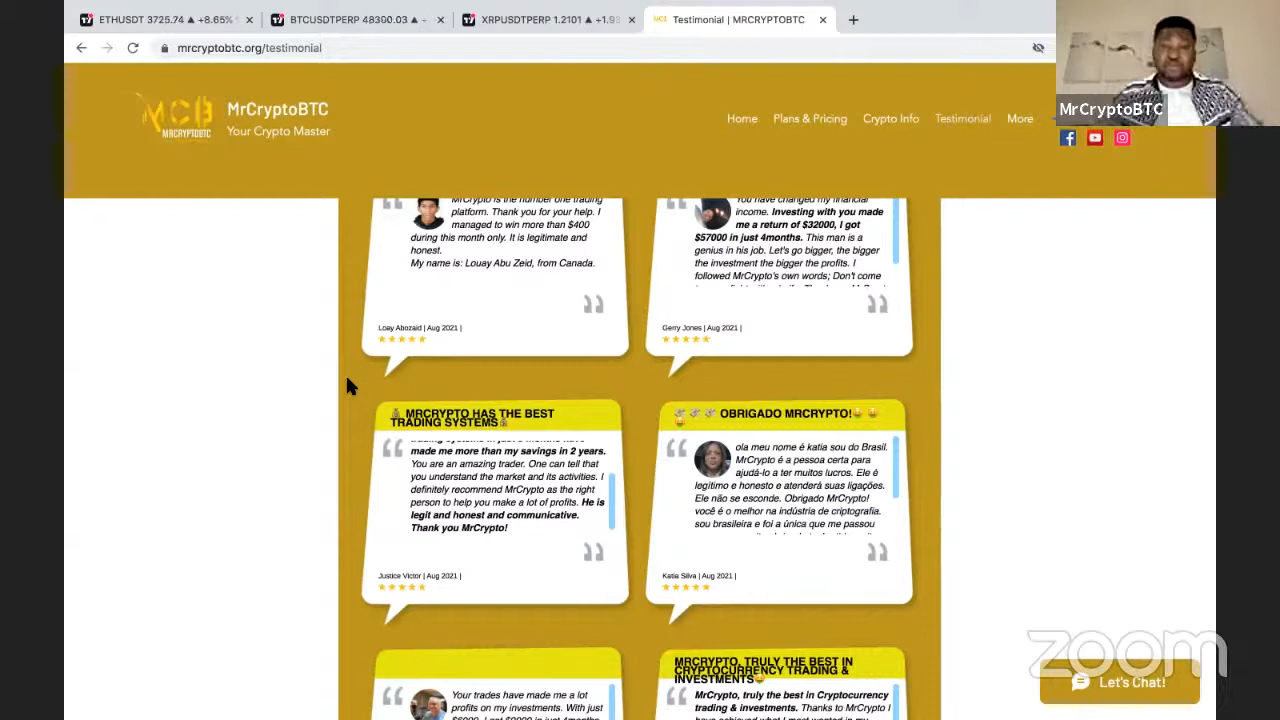 ETHUSDT 3725.74 ▲ +8.65%
BTCUSDTPERP 48300.03 ▲
XRPUSDTPERP 1.2101 ▲ +1.9
Testimonial | MRCRYPTOBTC
mrcryptobtc.org/testimonial
MrCryptoBTC
MCB
MRCRYPTOBTC
MrCryptoBTC
Your Crypto Master
Home
Plans & Pricing
Crypto Info
Testimonial
More
MrCrypto is the number one trading
platform. Thank you for your help. I
managed to win more than $400
during this month only. It is legitimate and
honest.
My name is: Louay Abu Zeid, from Canada.
Loay Abozaid | Aug 2021 |
You have changed my financial
income. Investing with you made
me a return of $32000, I got
$57000 in just 4months. This man is a
genius in his job. Let's go bigger, the bigger
the investment the bigger the profits. I
followed MrCrypto's own words; Don't come
Gerry Jones | Aug 2021 |
MRCRYPTO HAS THE BEST
TRADING SYSTEMS
made me more than my savings in 2 years.
You are an amazing trader. One can tell that
you understand the market and its activities. I
definitely recommend MrCrypto as the right
person to help you make a lot of profits. He is
legit and honest and communicative.
Thank you MrCrypto!
Justice Victor | Aug 2021 |
OBRIGADO MRCRYPTO!
ola meu nome é katia sou do Brasil.
MrCrypto é a pessoa certa para
ajudá-lo a ter muitos lucros. Ele é
legitimo e honesto e atenderá suas ligações.
Ele não se esconde. Obrigado MrCrypto!
você é o melhor na indústria de criptografia.
sou brasileira e foi a única que me passou
Katia Silva | Aug 2021 |
Your trades have made me a lot
profits on my investments. With just
MRCRYPTO, TRULY THE BEST IN
CRYPTOCURRENCY TRADING &
INVESTMENTS
MrCrypto, truly the best in Cryptocurrency
trading & investments. Thanks to MrCrypto I
zoom
Let's Chat!